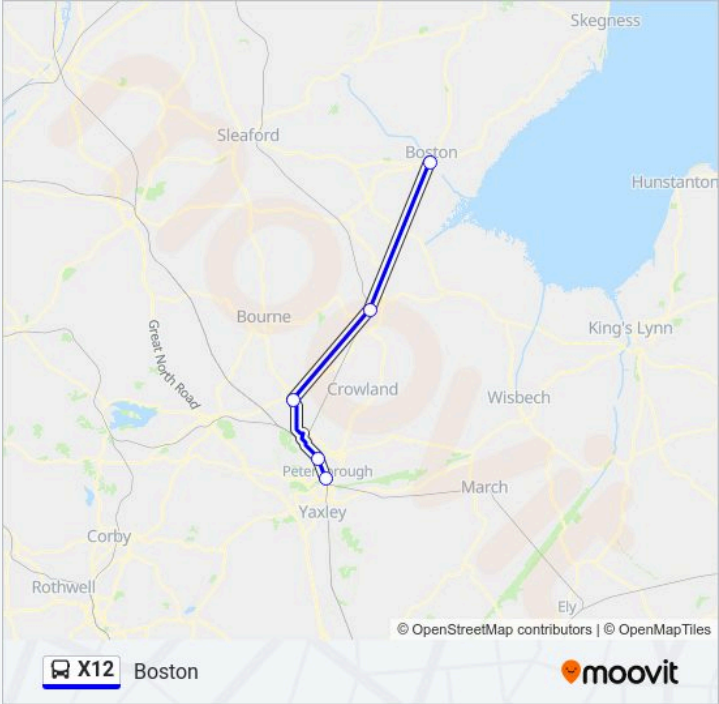 Skegness
Sleaford
Boston
Hunstanton
Bourne
King's Lynn
Great North Road
Crowland
Wisbech
Peterborough
March
Yaxley
Corby
Rothwell
Ely
© OpenStreetMap contributors | © OpenMapTiles
X12 Boston
moovit
moovit